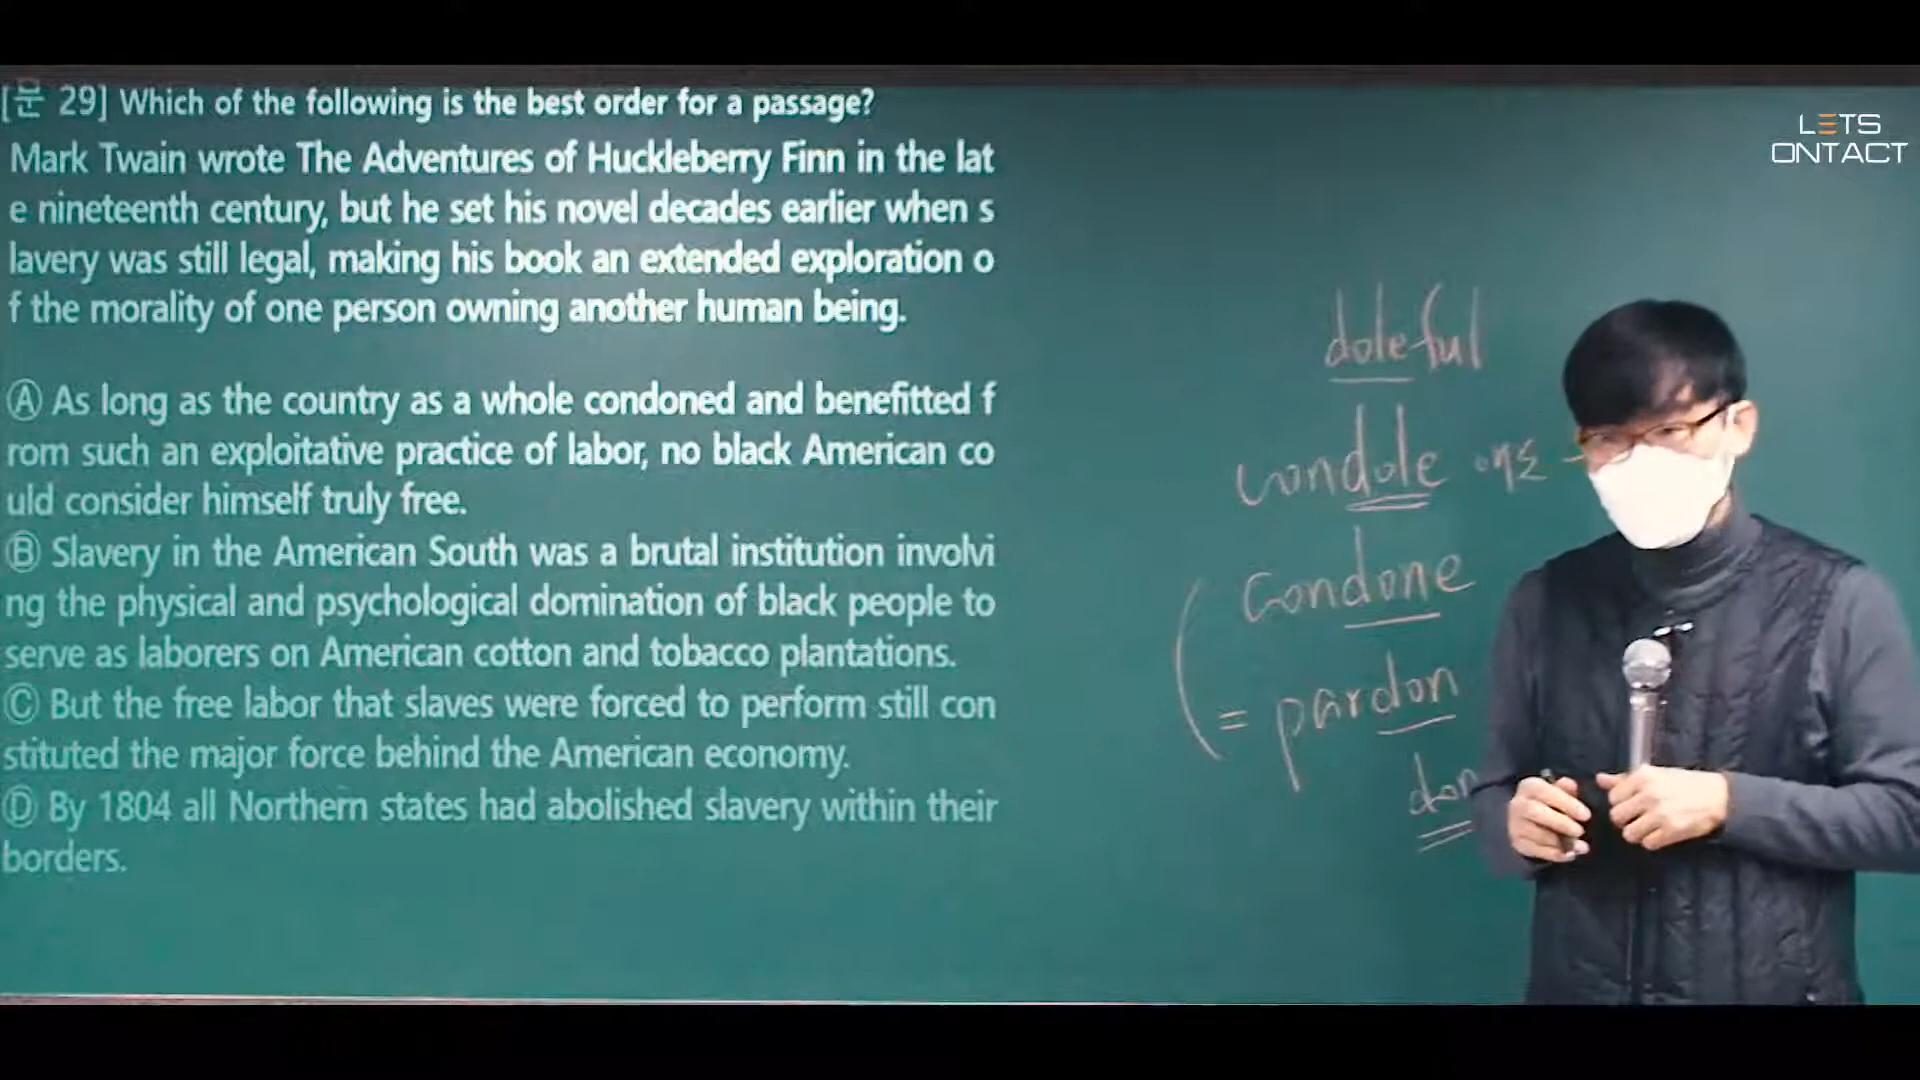 [문 29] Which of the following is the best order for a passage?
Mark Twain wrote The Adventures of Huckleberry Finn in the lat
e nineteenth century, but he set his novel decades earlier when s
lavery was still legal, making his book an extended exploration o
f the morality of one person owning another human being.
Ⓐ As long as the country as a whole condoned and benefitted f
rom such an exploitative practice of labor, no black American co
uld consider himself truly free.
Ⓑ Slavery in the American South was a brutal institution involvi
ng the physical and psychological domination of black people to
serve as laborers on American cotton and tobacco plantations.
Ⓒ But the free labor that slaves were forced to perform still con
stituted the major force behind the American economy.
Ⓓ By 1804 all Northern states had abolished slavery within their
borders.
LETS
ONTACT
doleful
condole
condone
= pardon
don